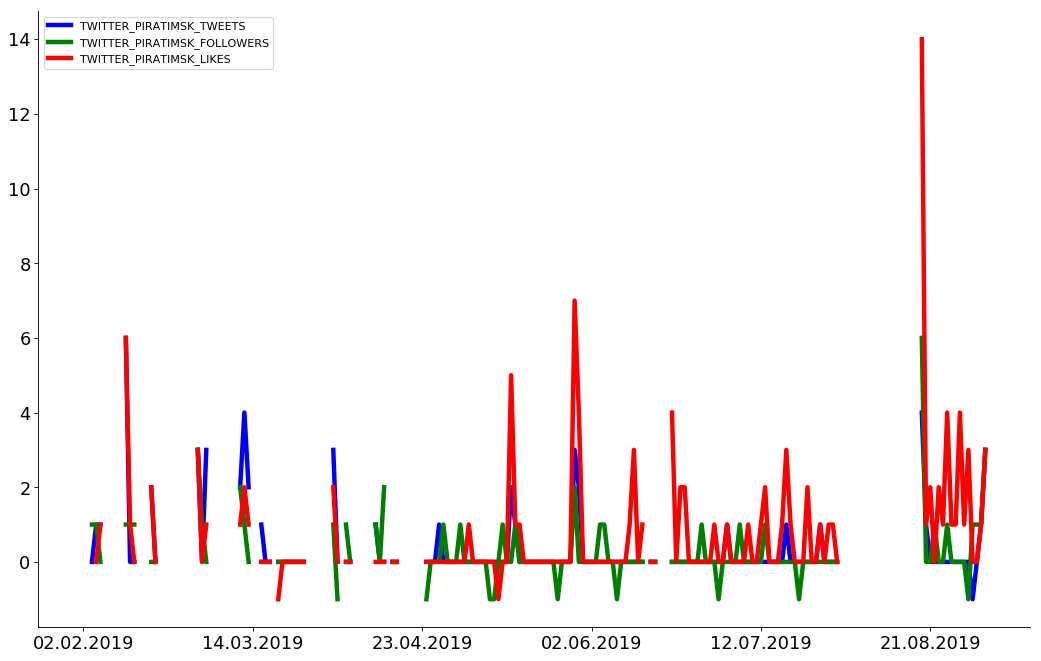 TWITTER_PIRATIMSK_TWEETS
TWITTER_PIRATIMSK_FOLLOWERS
TWITTER_PIRATIMSK_LIKES
14
12
10
8
6
4
2
0
02.02.2019 14.03.2019 23.04.2019 02.06.2019 12.07.2019 21.08.2019